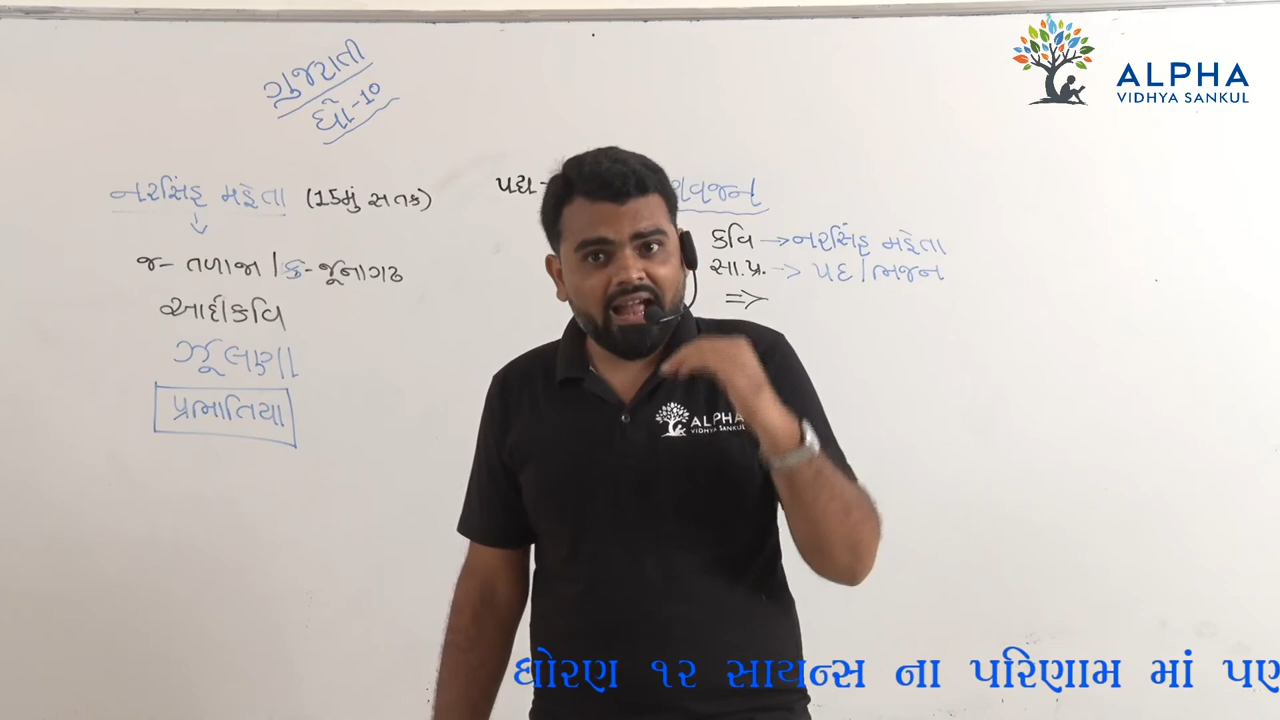 ગુજરાતી
ધો-૧૦
ALPHA
VIDHYA SANKUL
નરસિંહ મહેતા (15મું સતક)
જ- તળાજા / ક-જૂનાગઢ
આદીકવિ
ઝૂલણા
પ્રભાતિયા
પદ્ય-
કવિ → નરસિંહ મહેતા
સા.પ્ર. → પદ / ભજન
⇒
ALPHA
VIDHYA SANKUL
ધોરણ ૧૨ સાયન્સ ના પરિણામ માં પણ